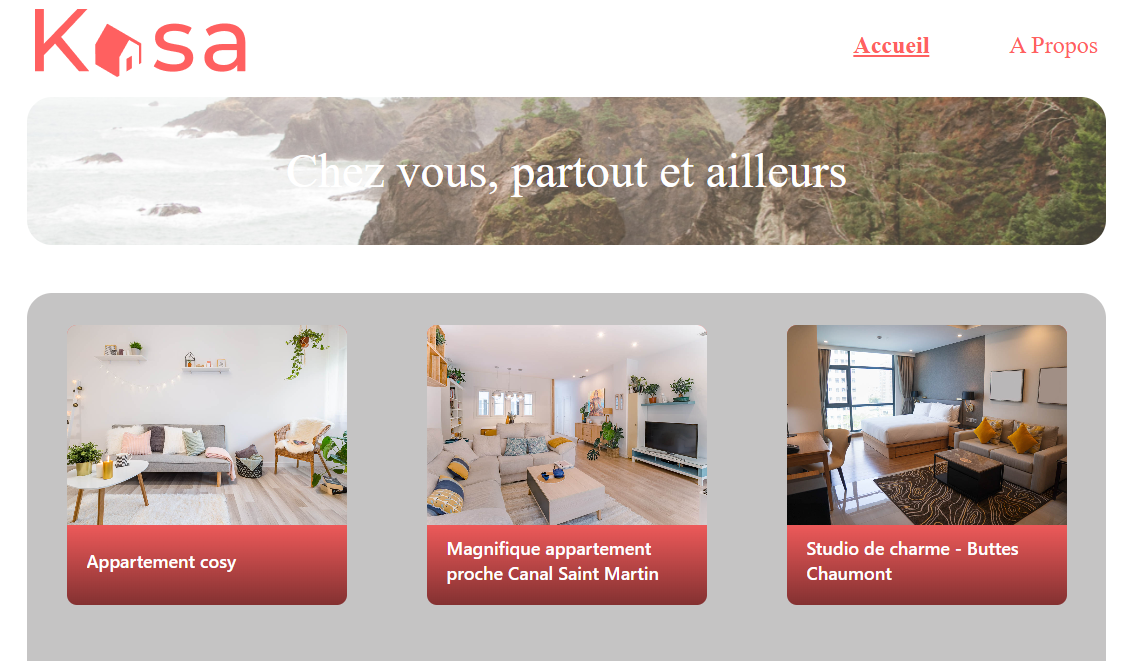 Kasa
Accueil
A Propos
Chez vous, partout et ailleurs
Appartement cosy
Magnifique appartement
proche Canal Saint Martin
Studio de charme - Buttes
Chaumont